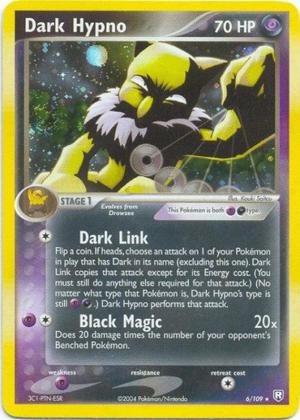 Dark Hypno 70 HP
Illus. Kouki Saitou
STAGE 1
Evolves from
Drowzee
This Pokémon is both type.
Dark Link
Flip a coin. If heads, choose an attack on 1 of your Pokémon
in play that has Dark in its name (excluding this one). Dark
Link copies that attack except for its Energy cost. (You
must still do anything else required for that attack.) (No
matter what type that Pokémon is, Dark Hypno's type is
still .) Dark Hypno performs that attack.
Black Magic 20x
Does 20 damage times the number of your opponent's
Benched Pokémon.
weakness resistance retreat cost
©2004 Pokémon/Nintendo 6/109 ★ R